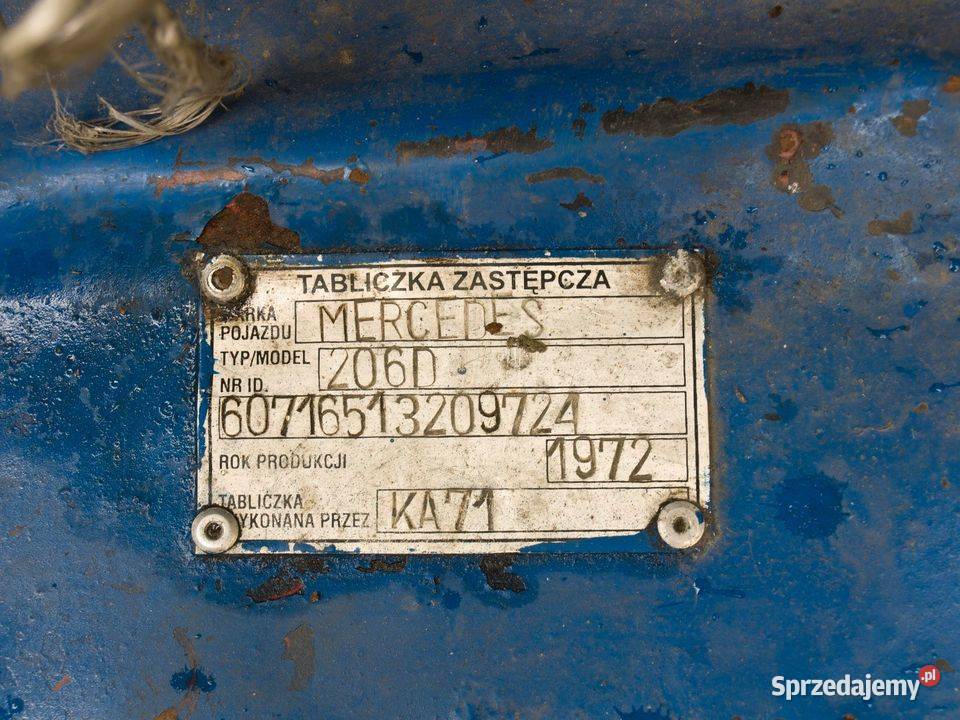 TABLICZKA ZASTĘPCZA
MARKA
POJAZDU MERCEDES
TYP/MODEL 206D
NR ID.
60716513209724
ROK PRODUKCJI 1972
TABLICZKA
WYKONANA PRZEZ KA71
Sprzedajemy.pl